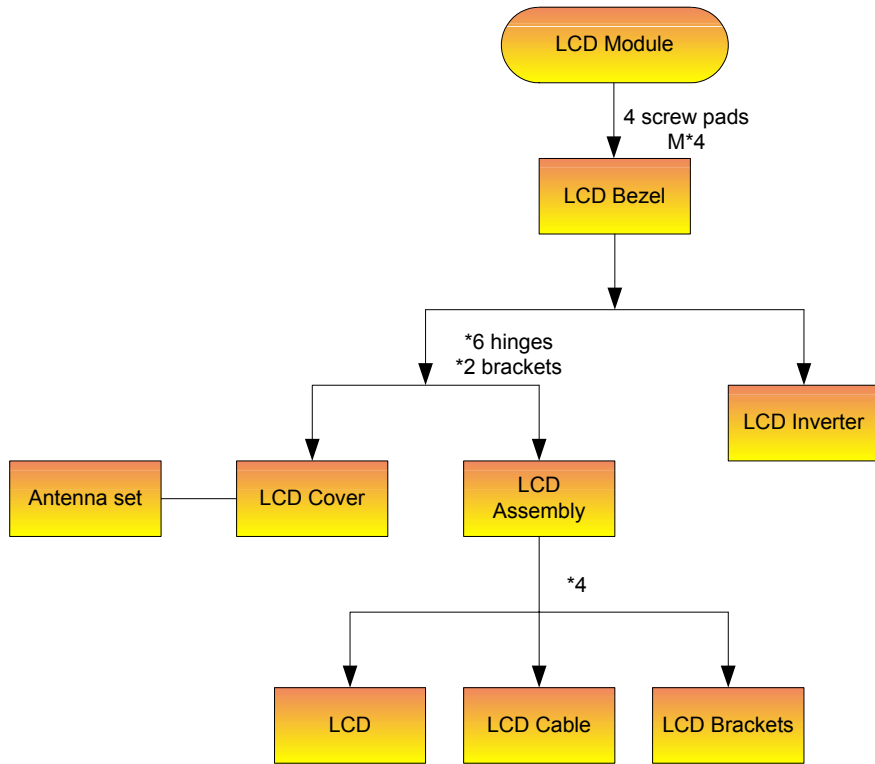 LCD Module
4 screw pads
M*4
LCD Bezel
*6 hinges
*2 brackets
LCD Inverter
Antenna set
LCD Cover
LCD
Assembly
*4
LCD
LCD Cable
LCD Brackets